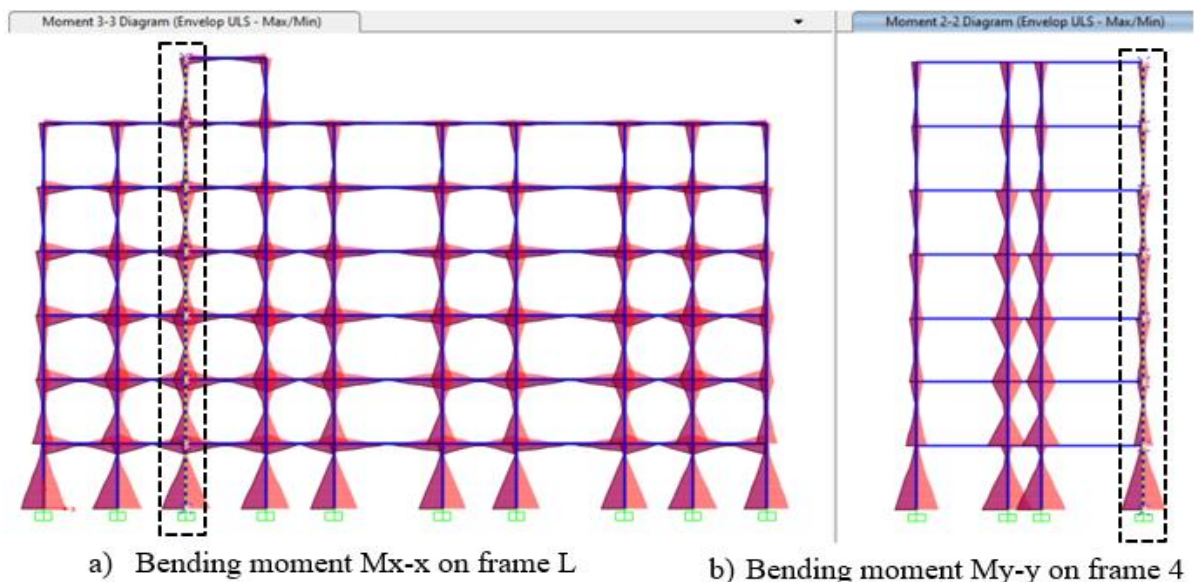 Moment 3-3 Diagram (Envelop ULS - Max/Min)
Moment 2-2 Diagram (Envelop ULS - Max/Min)
a) Bending moment Mx-x on frame L
b) Bending moment My-y on frame 4